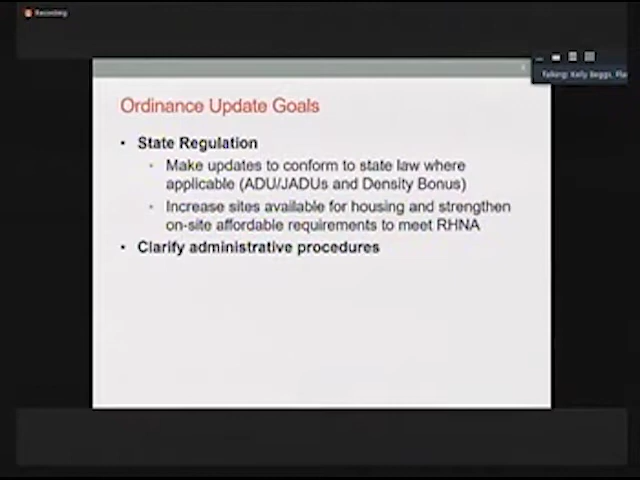 Recording
Talking: Kelly Beggs, Pla
Ordinance Update Goals
• State Regulation
• Make updates to conform to state law where
applicable (ADU/JADUs and Density Bonus)
• Increase sites available for housing and strengthen
on-site affordable requirements to meet RHNA
• Clarify administrative procedures